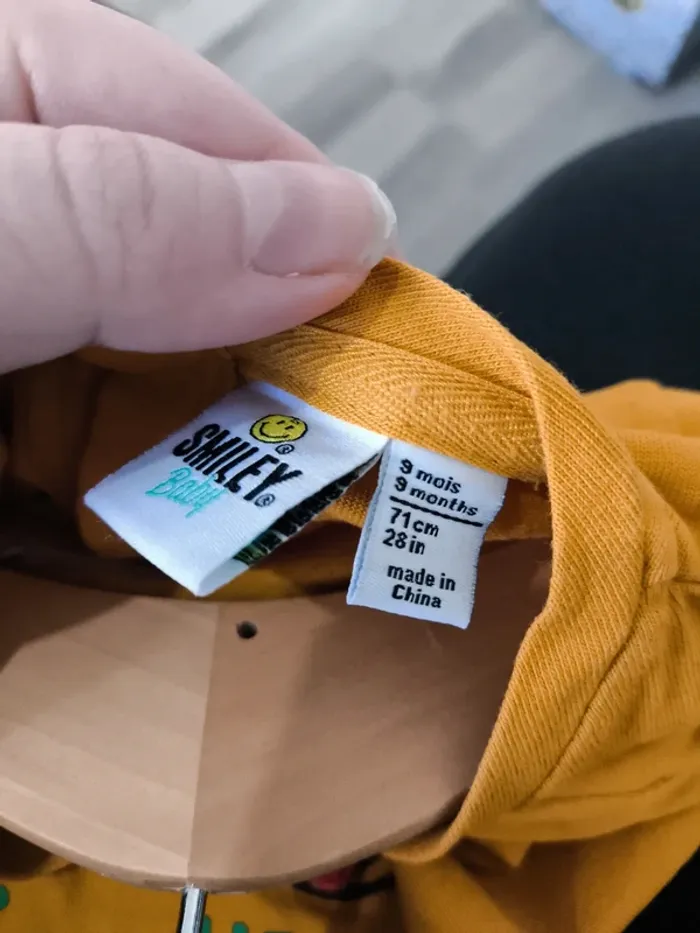 SMILEY®
Baby
9 mois
9 months
71cm
28in
made in
China